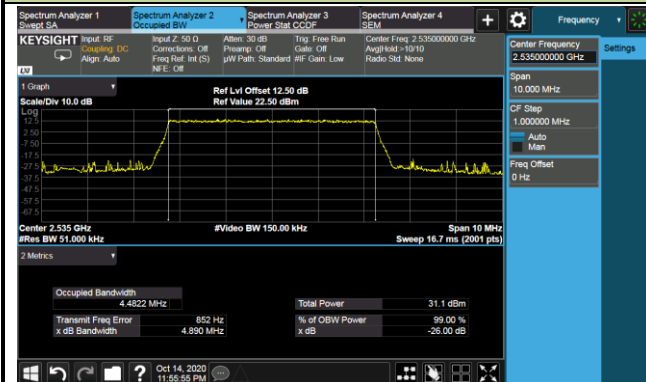 Spectrum Analyzer 1
Swept SA
Spectrum Analyzer 2
Occupied BW
Spectrum Analyzer 3
Power Stat CCDF
Spectrum Analyzer 4
SEM
+
Frequency
KEYSIGHT
Input: RF
Coupling: DC
Align: Auto
Input Z: 50 Ω
Corrections: Off
Freq Ref: Int (S)
NFE: Off
Atten: 30 dB
Preamp: Off
µW Path: Standard
Trig: Free Run
Gate: Off
#IF Gain: Low
Center Freq: 2.535000000 GHz
Avg|Hold:>10/10
Radio Std: None
LXI
Center Frequency
2.535000000 GHz
Settings
Span
10.000 MHz
CF Step
1.000000 MHz
Auto
Man
Freq Offset
0 Hz
1 Graph
Scale/Div 10.0 dB
Ref Lvl Offset 12.50 dB
Ref Value 22.50 dBm
Log
12.5
2.50
-7.50
-17.5
-27.5
-37.5
-47.5
-57.5
-67.5
Center 2.535 GHz
#Video BW 150.00 kHz
Span 10 MHz
#Res BW 51.000 kHz
Sweep 16.7 ms (2001 pts)
2 Metrics
Occupied Bandwidth
4.4822 MHz
Total Power 31.1 dBm
Transmit Freq Error 852 Hz
% of OBW Power 99.00 %
x dB Bandwidth 4.890 MHz
x dB -26.00 dB
?
Oct 14, 2020
11:55:55 PM